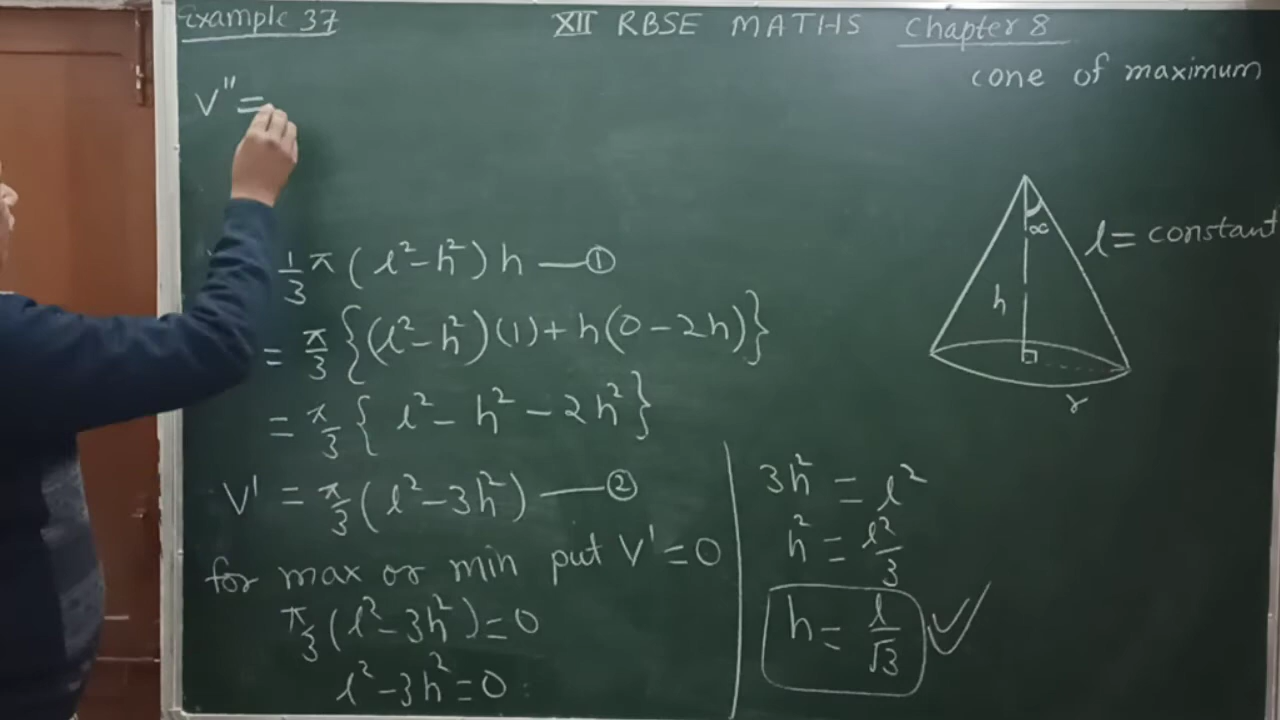 Example 37
XII RBSE MATHS Chapter 8
cone of maximum
V'' =
1/3 π (l² - h²) h —①
= π/3 {(l² - h²)(1) + h(0 - 2h)}
= π/3 { l² - h² - 2h² }
V' = π/3 (l² - 3h²) —②
for max or min put V' = 0
π/3 (l² - 3h²) = 0
l² - 3h² = 0
3h² = l²
h² = l²/3
h = l/√3
∝
l = constant
h
r